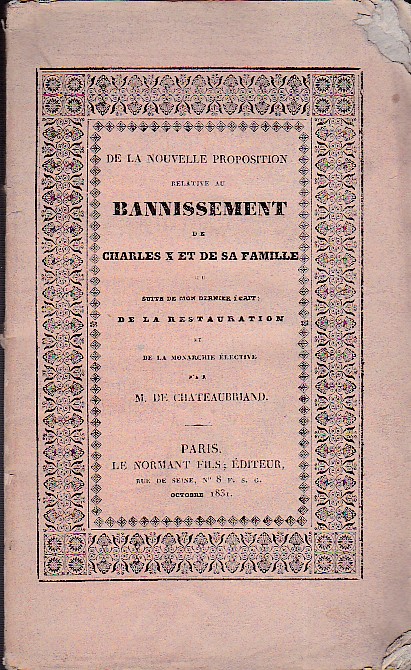 DE LA NOUVELLE PROPOSITION
RELATIVE AU
BANNISSEMENT
DE
CHARLES X ET DE SA FAMILLE
OU
SUITE DE MON DERNIER ÉCRIT:
DE LA RESTAURATION
ET
DE LA MONARCHIE ÉLECTIVE
PAR
M. DE CHATEAUBRIAND.
PARIS,
LE NORMANT FILS, ÉDITEUR,
RUE DE SEINE, N° 8 F. S. G.
OCTOBRE 1831.